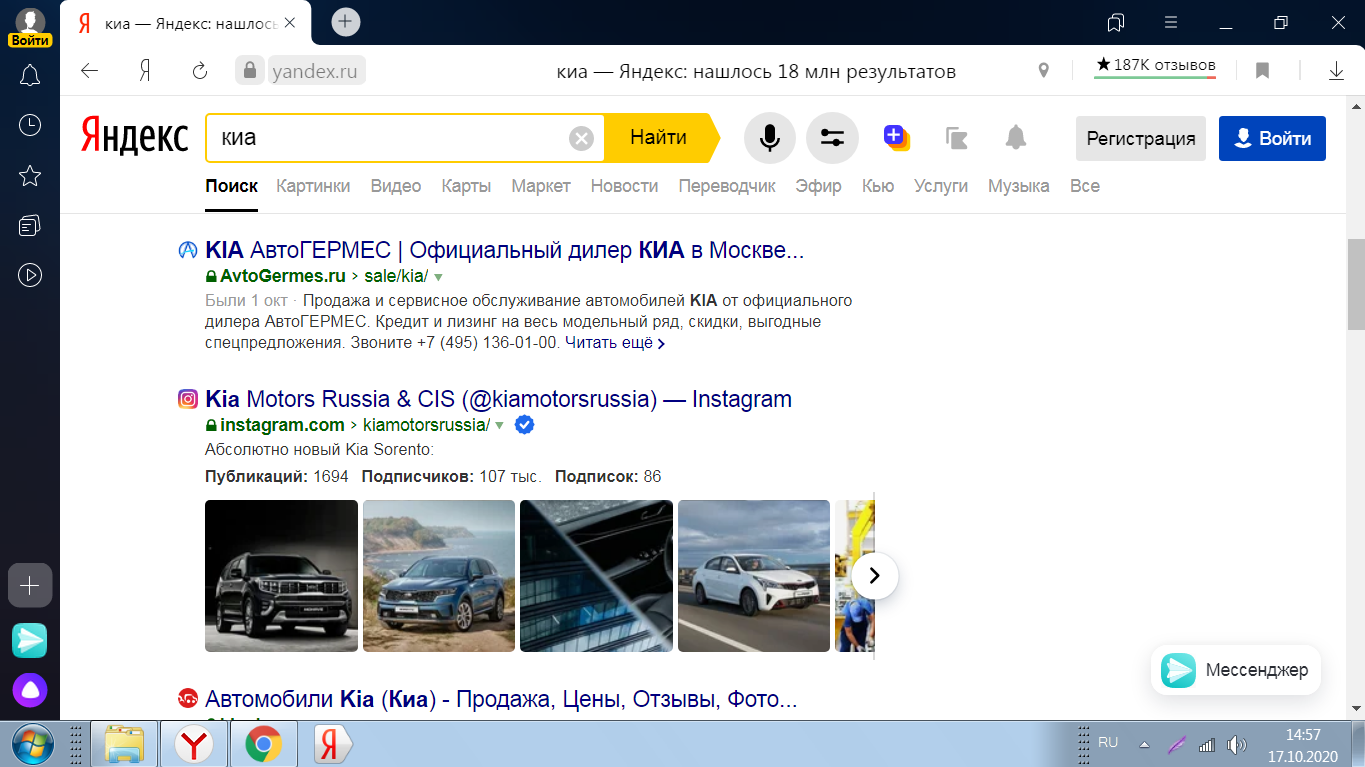 киа — Яндекс: нашлось
Войти
yandex.ru
киа — Яндекс: нашлось 18 млн результатов
★ 187K отзывов
Яндекс
киа
Найти
Регистрация
Войти
Поиск Картинки Видео Карты Маркет Новости Переводчик Эфир Кью Услуги Музыка Все
KIA АвтоГЕРМЕС | Официальный дилер КИА в Москве...
AvtoGermes.ru › sale/kia/
Были 1 окт · Продажа и сервисное обслуживание автомобилей KIA от официального
дилера АвтоГЕРМЕС. Кредит и лизинг на весь модельный ряд, скидки, выгодные
спецпредложения. Звоните +7 (495) 136-01-00. Читать ещё ›
Kia Motors Russia & CIS (@kiamotorsrussia) — Instagram
instagram.com › kiamotorsrussia/
Абсолютно новый Kia Sorento:
Публикаций: 1694 Подписчиков: 107 тыс. Подписок: 86
Мессенджер
Автомобили Kia (Киа) - Продажа, Цены, Отзывы, Фото...
RU
14:57
17.10.2020